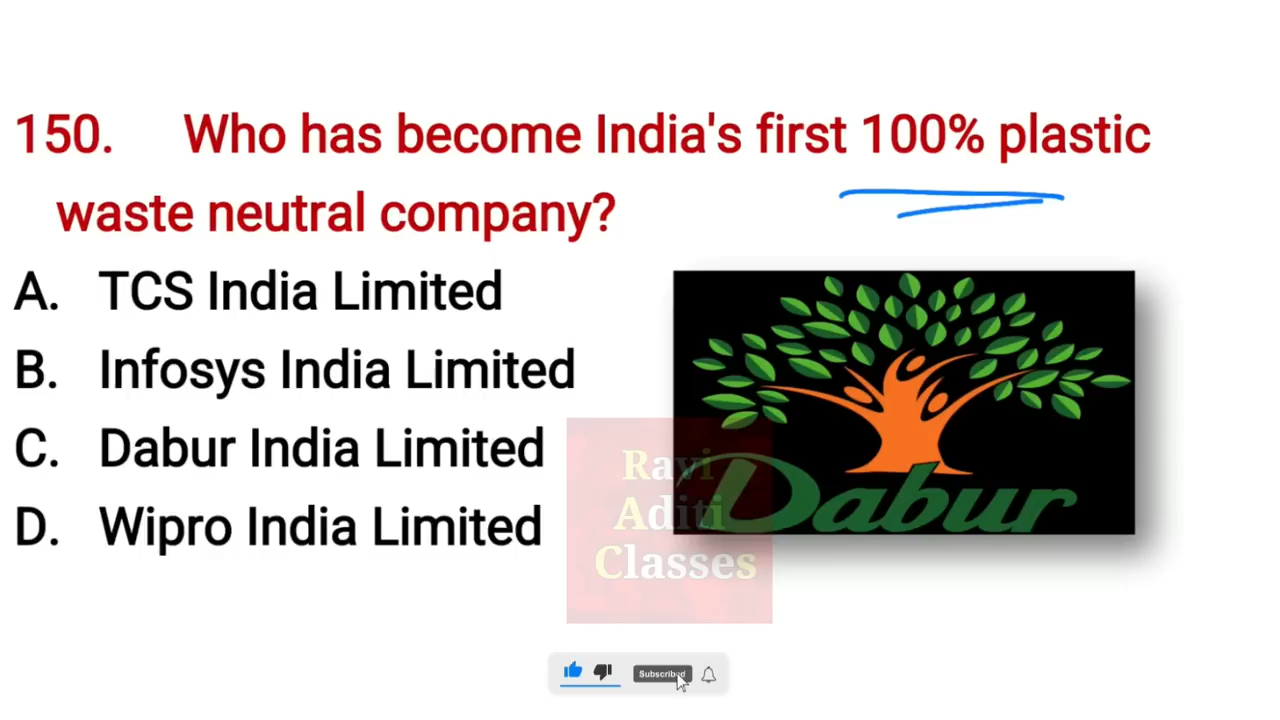 150. Who has become India's first 100% plastic
waste neutral company?
A. TCS India Limited
B. Infosys India Limited
C. Dabur India Limited
D. Wipro India Limited
Dabur
Ravi
Aditi
Classes
Subscribed